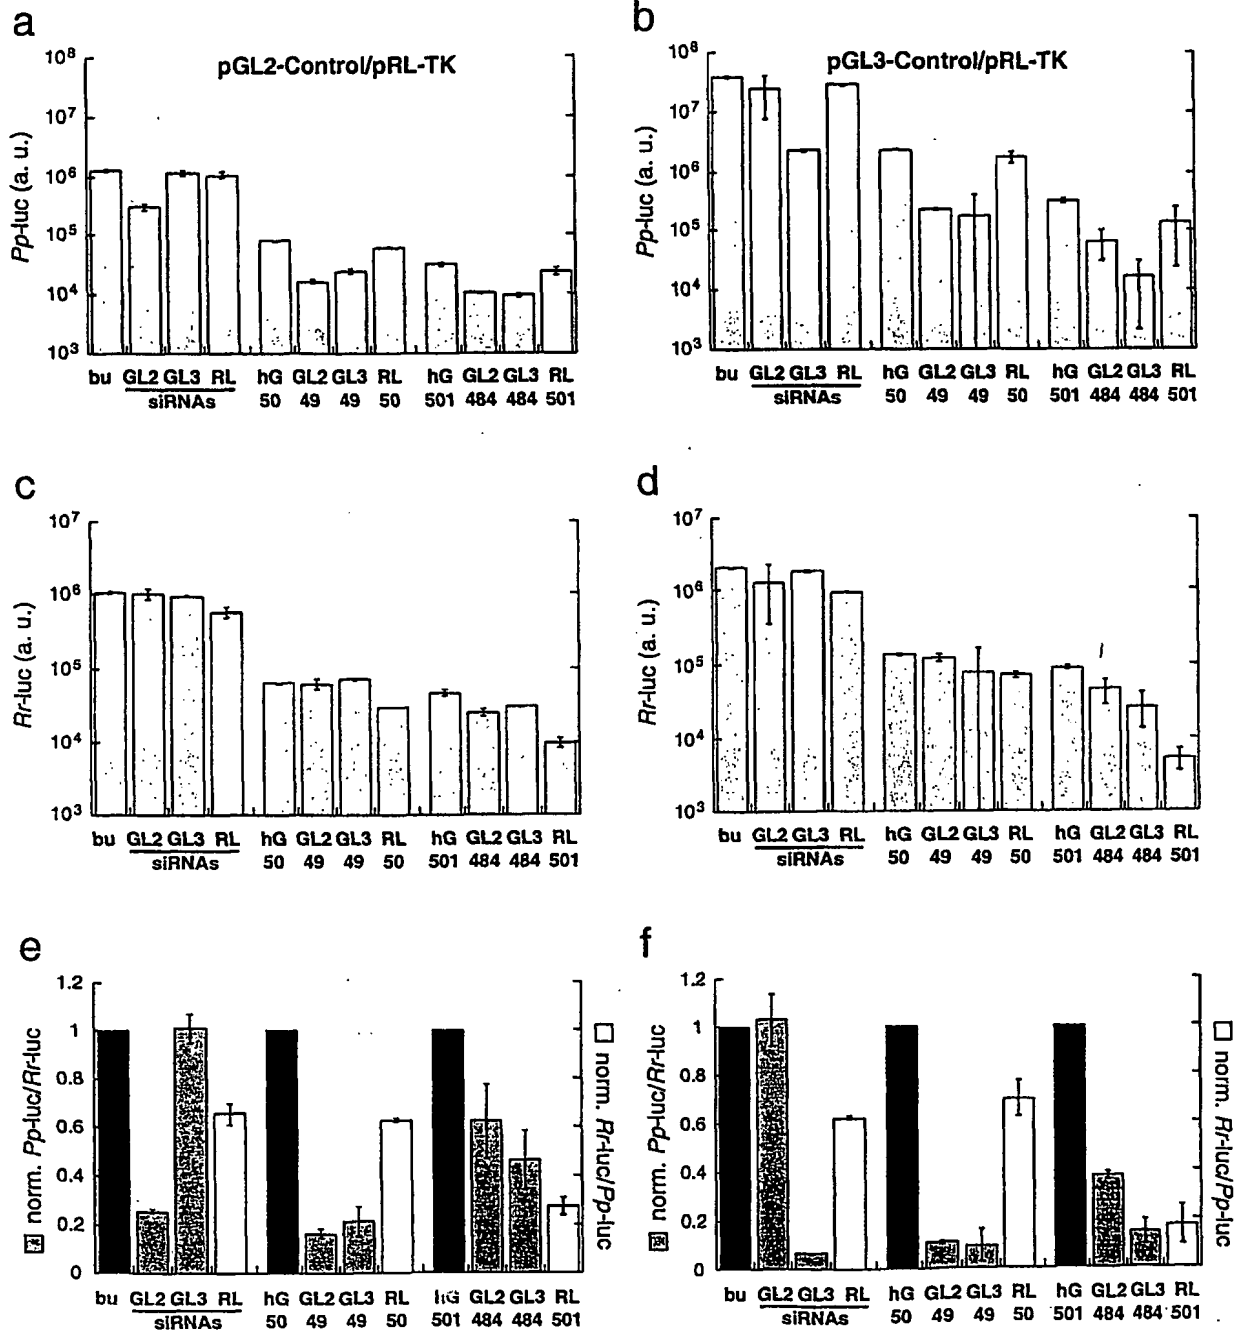 a
pGL2-Control/pRL-TK
Pp-luc (a. u.)
10⁸
10⁷
10⁶
10⁵
10⁴
10³
bu GL2 GL3 RL hG GL2 GL3 RL hG GL2 GL3 RL
siRNAs 50 49 49 50 501 484 484 501
b
pGL3-Control/pRL-TK
Pp-luc (a. u.)
10⁸
10⁷
10⁶
10⁵
10⁴
10³
bu GL2 GL3 RL hG GL2 GL3 RL hG GL2 GL3 RL
siRNAs 50 49 49 50 501 484 484 501
c
Rr-luc (a. u.)
10⁷
10⁶
10⁵
10⁴
10³
bu GL2 GL3 RL hG GL2 GL3 RL hG GL2 GL3 RL
siRNAs 50 49 49 50 501 484 484 501
d
Rr-luc (a. u.)
10⁷
10⁶
10⁵
10⁴
10³
bu GL2 GL3 RL hG GL2 GL3 RL hG GL2 GL3 RL
siRNAs 50 49 49 50 501 484 484 501
e
norm. Pp-luc/Rr-luc
1.2
1
0.8
0.6
0.4
0.2
0
norm. Rr-luc/Pp-luc
bu GL2 GL3 RL hG GL2 GL3 RL hG GL2 GL3 RL
siRNAs 50 49 49 50 501 484 484 501
f
norm. Pp-luc/Rr-luc
1.2
1
0.8
0.6
0.4
0.2
0
norm. Rr-luc/Pp-luc
bu GL2 GL3 RL hG GL2 GL3 RL hG GL2 GL3 RL
siRNAs 50 49 49 50 501 484 484 501